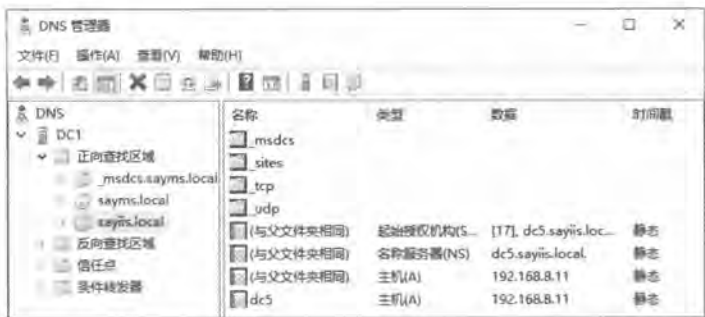 DNS 管理器
文件(F) 操作(A) 查看(V) 帮助(H)
DNS
DC1
正向查找区域
_msdcs.sayms.local
sayms.local
sayiis.local
反向查找区域
信任点
条件转发器
名称 类型 数据 时间戳
_msdcs
_sites
_tcp
_udp
(与父文件夹相同) 起始授权机构(S... [17], dc5.sayiis.loc... 静态
(与父文件夹相同) 名称服务器(NS) dc5.sayiis.local. 静态
(与父文件夹相同) 主机(A) 192.168.8.11 静态
dc5 主机(A) 192.168.8.11 静态